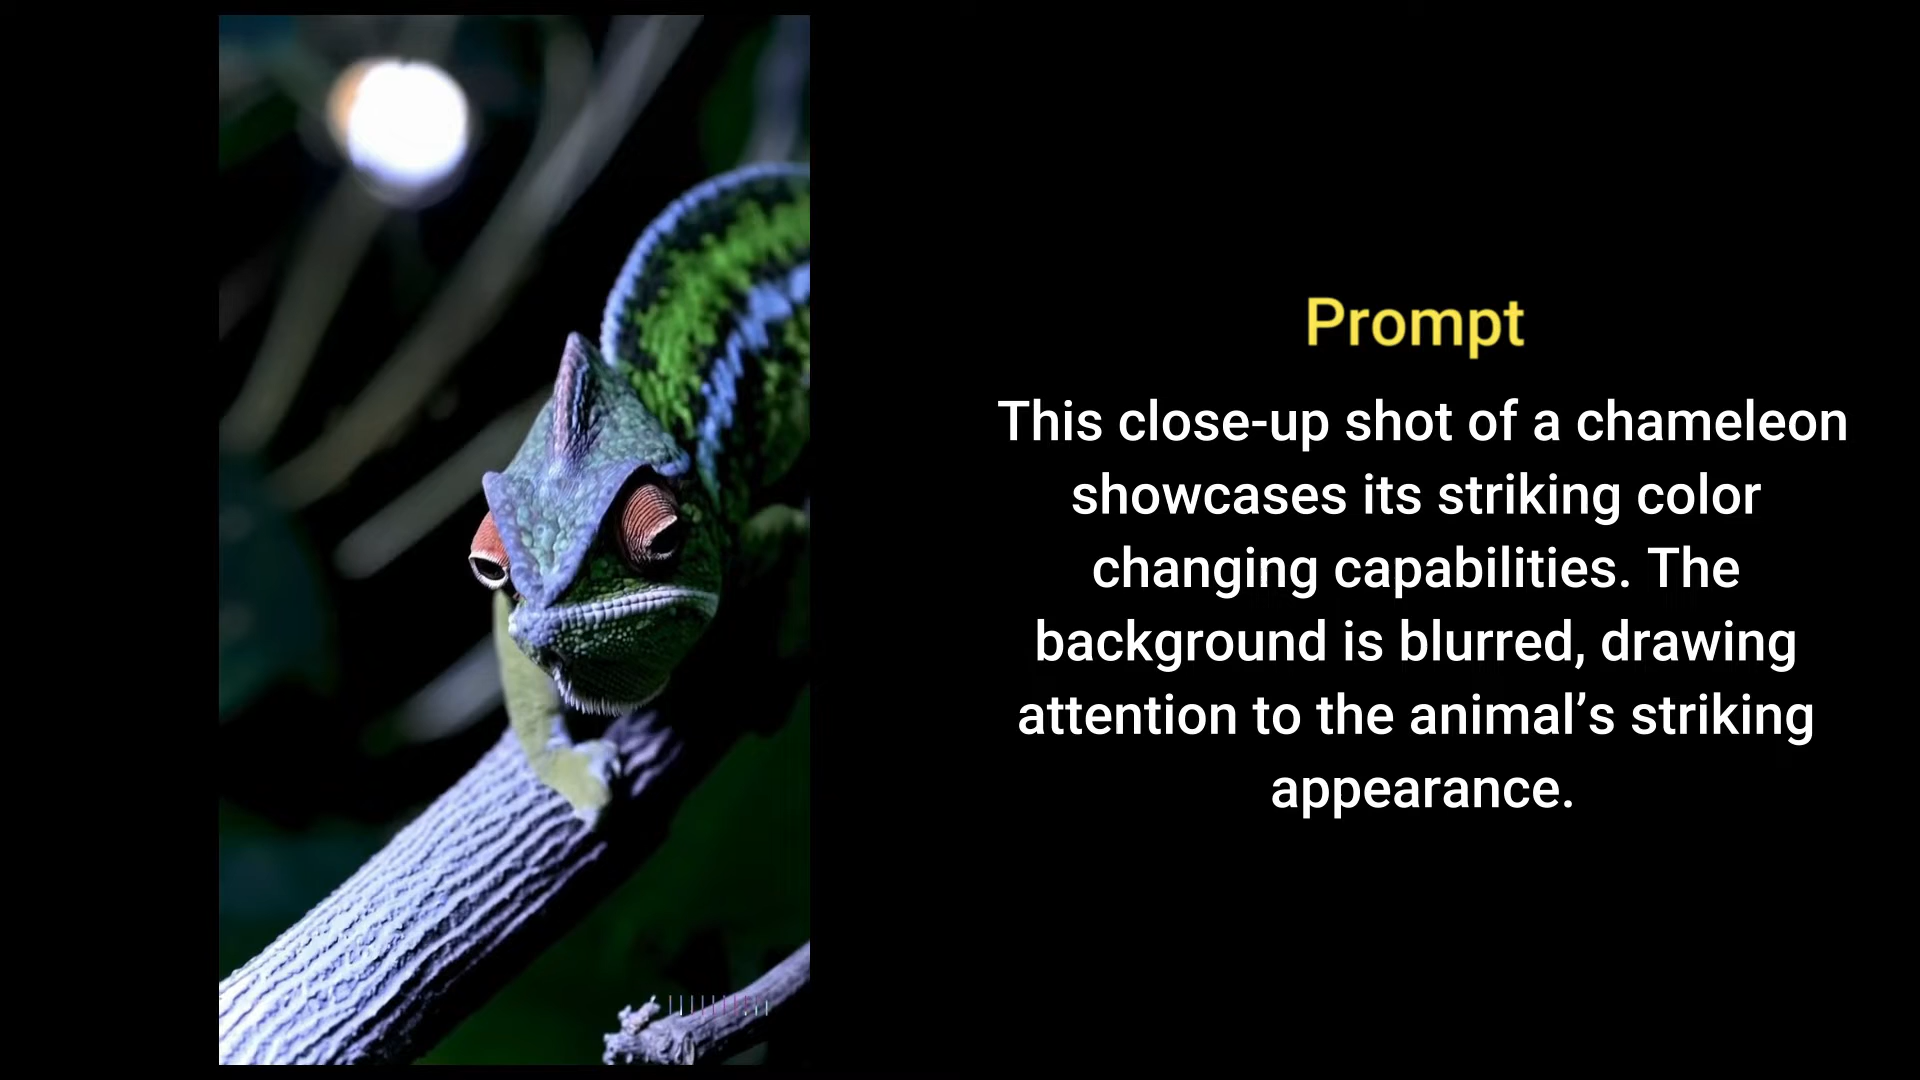 Prompt
This close-up shot of a chameleon
showcases its striking color
changing capabilities. The
background is blurred, drawing
attention to the animal’s striking
appearance.